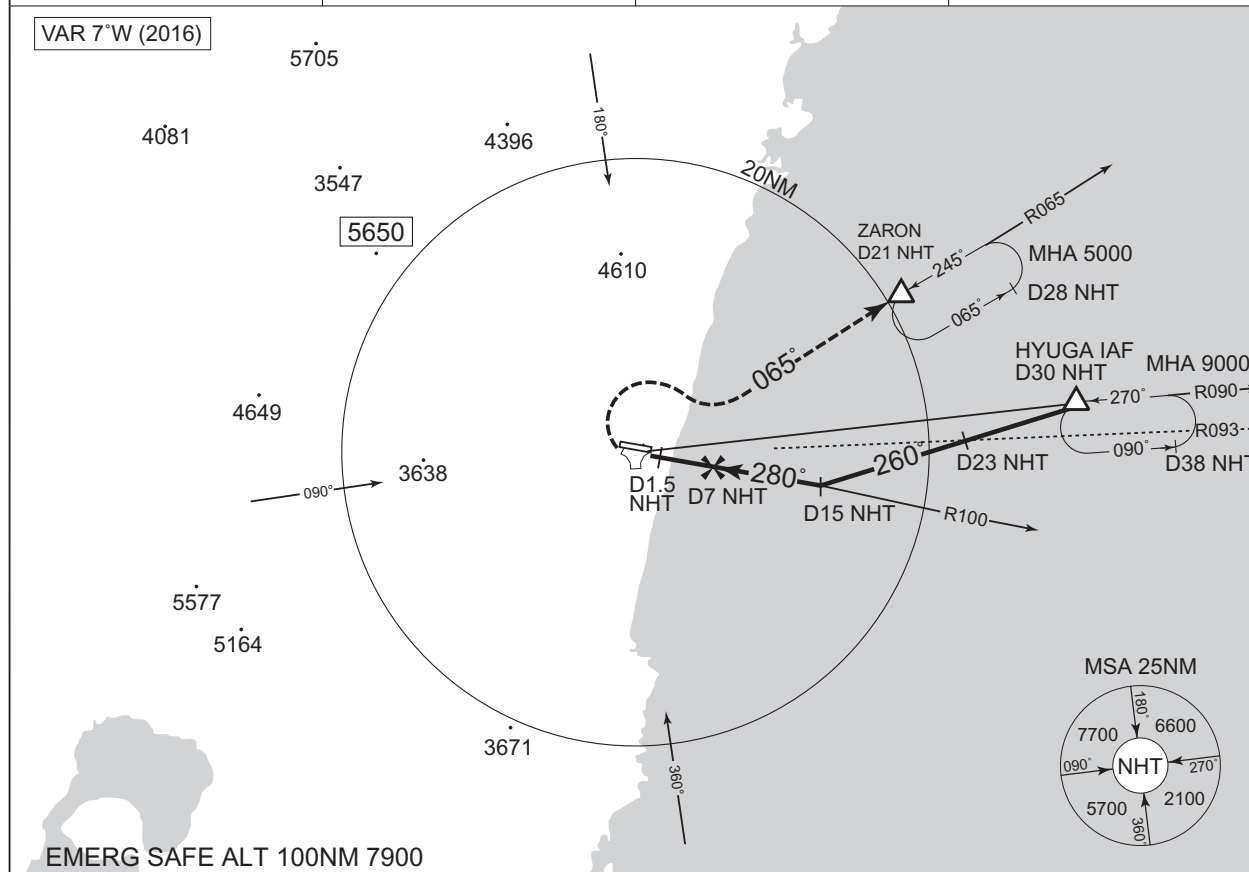 VAR 7˚W (2016)
5705
4081
4396
3547
180˚
20NM
5650
4610
ZARON
D21 NHT
R065
245˚
MHA 5000
D28 NHT
065˚
065˚
HYUGA IAF
D30 NHT
MHA 9000
270˚
R090
R093
090˚
D38 NHT
4649
3638
090˚
D1.5
NHT
D7 NHT
280˚
D15 NHT
260˚
D23 NHT
R100
5577
5164
3671
360˚
MSA 25NM
180˚
7700
6600
090˚
NHT
270˚
5700
2100
360˚
EMERG SAFE ALT 100NM 7900